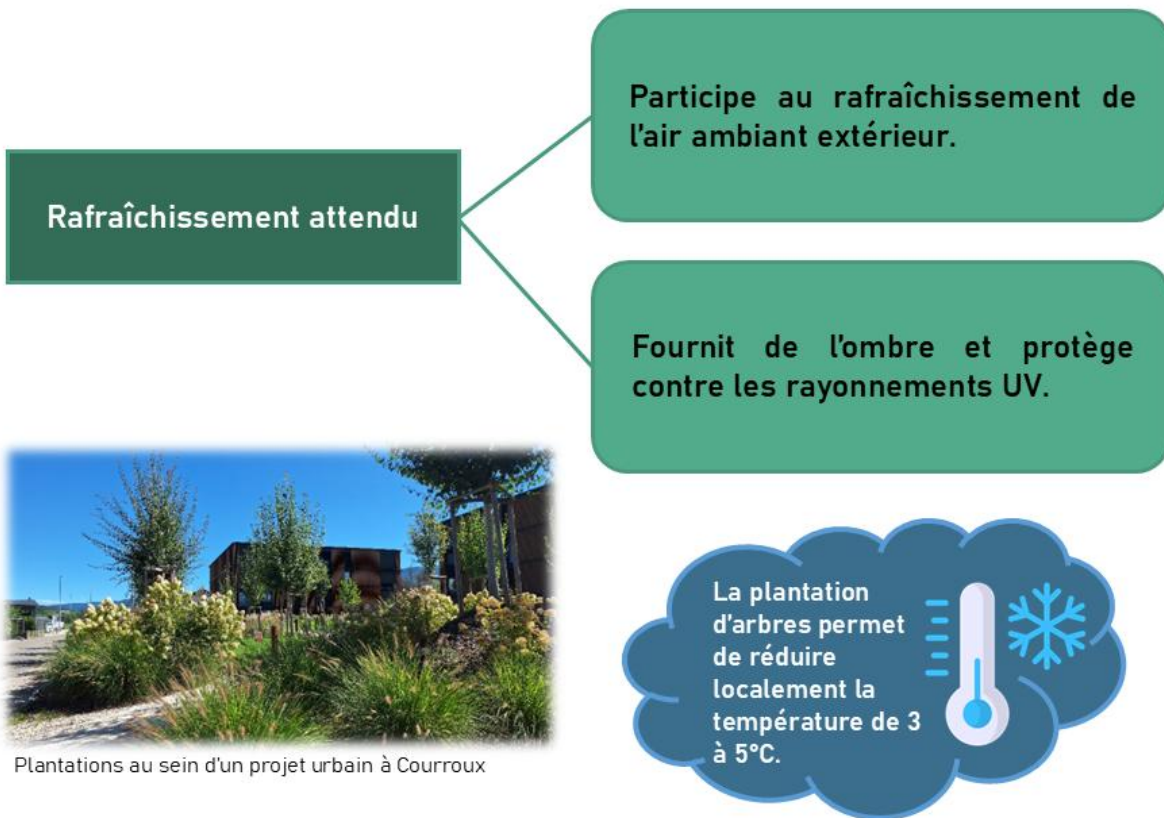 Rafraîchissement attendu
Participe au rafraîchissement de
l'air ambiant extérieur.
Fournit de l'ombre et protège
contre les rayonnements UV.
Plantations au sein d'un projet urbain à Courroux
La plantation
d'arbres permet
de réduire
localement la
température de 3
à 5°C.